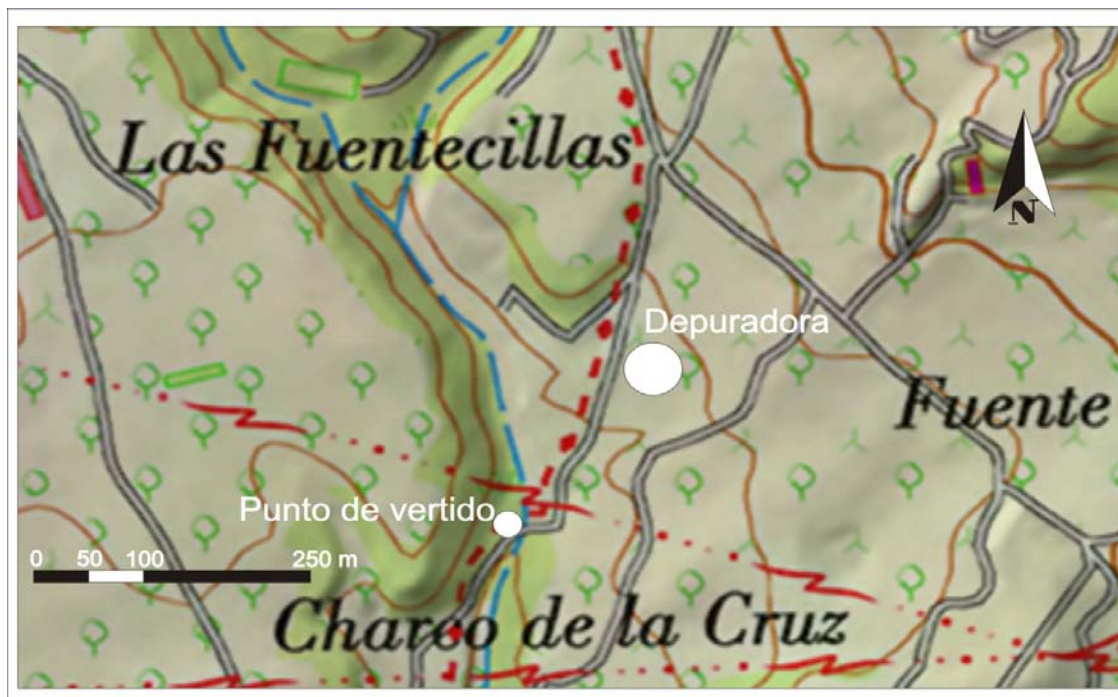 Las Fuentecillas
N
Depuradora
Fuente
Punto de vertido
0 50 100 250 m
Charco de la Cruz